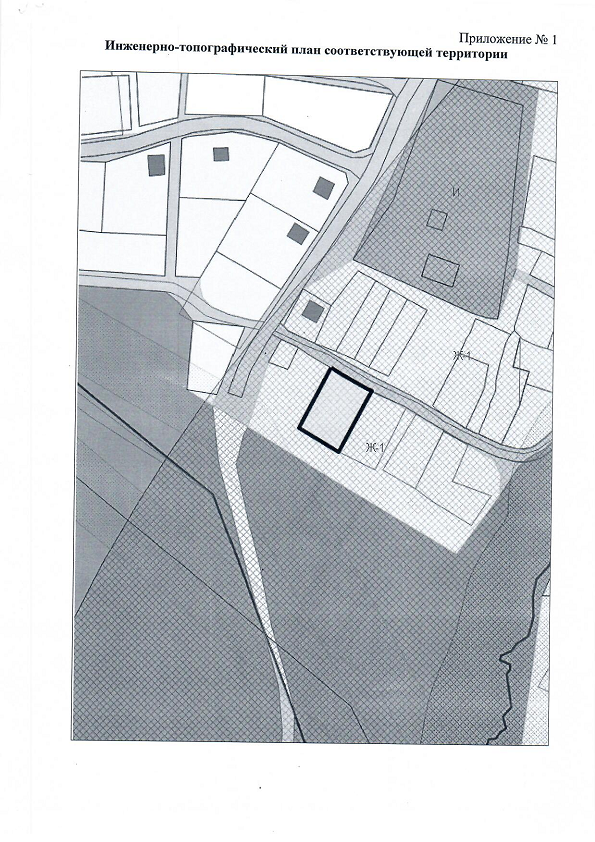 Приложение № 1
Инженерно-топографический план соответствующей территории
И
Ж-1
Ж-1